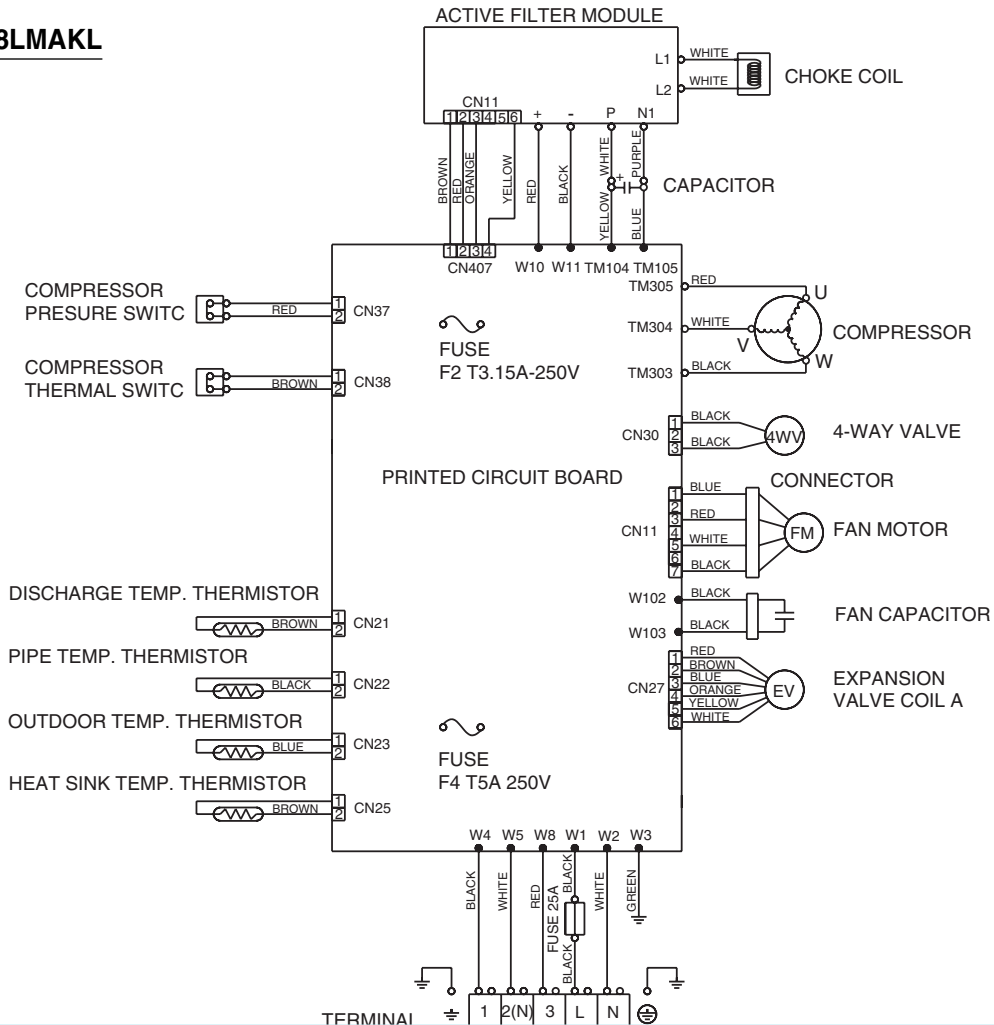 8LMAKL
ACTIVE FILTER MODULE
L1 WHITE
L2 WHITE
CHOKE COIL
CN11
1 2 3 4 5 6
+ - P N1
BROWN
RED
ORANGE
YELLOW
RED
BLACK
WHITE
YELLOW
PURPLE
BLUE
+
CAPACITOR
1 2 3 4
CN407
W10 W11 TM104 TM105
COMPRESSOR
PRESURE SWITC
RED
1
2
CN37
COMPRESSOR
THERMAL SWITC
BROWN
1
2
CN38
FUSE
F2 T3.15A-250V
TM305 RED
TM304 WHITE
TM303 BLACK
U
V
W
COMPRESSOR
CN30
1
2
3
BLACK
BLACK
4WV
4-WAY VALVE
PRINTED CIRCUIT BOARD
CONNECTOR
CN11
1
2
3
4
5
6
7
BLUE
RED
WHITE
BLACK
FM
FAN MOTOR
W102 BLACK
W103 BLACK
FAN CAPACITOR
CN27
1
2
3
4
5
6
RED
BROWN
BLUE
ORANGE
YELLOW
WHITE
EV
EXPANSION
VALVE COIL A
DISCHARGE TEMP. THERMISTOR
BROWN
1
2
CN21
PIPE TEMP. THERMISTOR
BLACK
1
2
CN22
OUTDOOR TEMP. THERMISTOR
BLUE
1
2
CN23
HEAT SINK TEMP. THERMISTOR
BROWN
1
2
CN25
FUSE
F4 T5A 250V
W4 W5 W8 W1 W2 W3
BLACK
WHITE
RED
BLACK
FUSE 25A
BLACK
WHITE
GREEN
TERMINAL
1 2(N) 3 L N